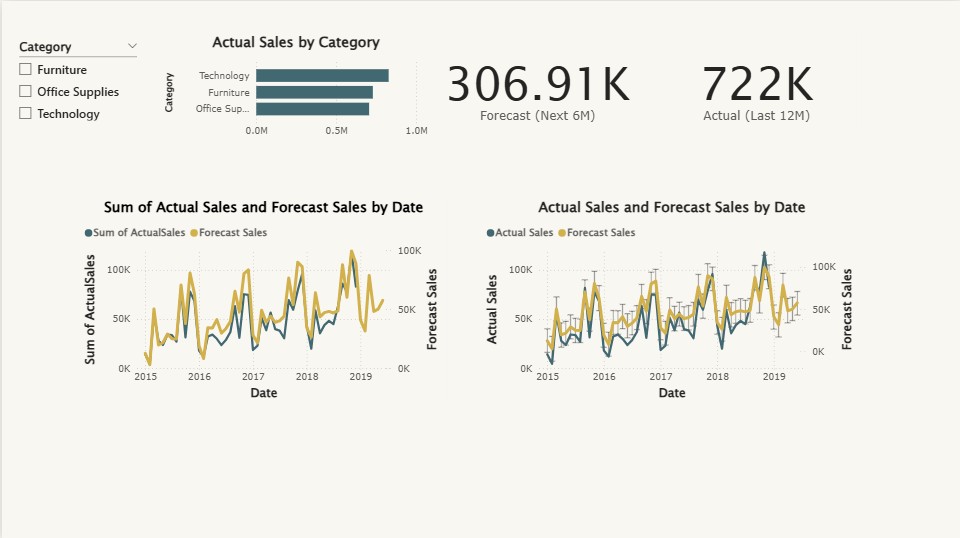 Category
Furniture
Office Supplies
Technology
Actual Sales by Category
Category
Technology
Furniture
Office Sup...
0.0M 0.5M 1.0M
306.91K
Forecast (Next 6M)
722K
Actual (Last 12M)
Sum of Actual Sales and Forecast Sales by Date
Sum of ActualSales Forecast Sales
Sum of ActualSales
100K
50K
0K
100K
50K
0K
Forecast Sales
2015 2016 2017 2018 2019
Date
Actual Sales and Forecast Sales by Date
Actual Sales Forecast Sales
Actual Sales
100K
50K
0K
100K
50K
0K
Forecast Sales
2015 2016 2017 2018 2019
Date